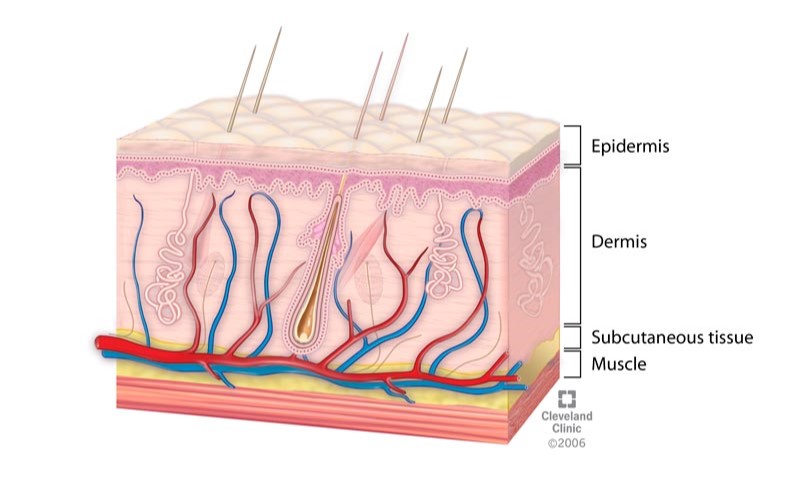 Epidermis
Dermis
Subcutaneous tissue
Muscle
Cleveland
Clinic
©2006